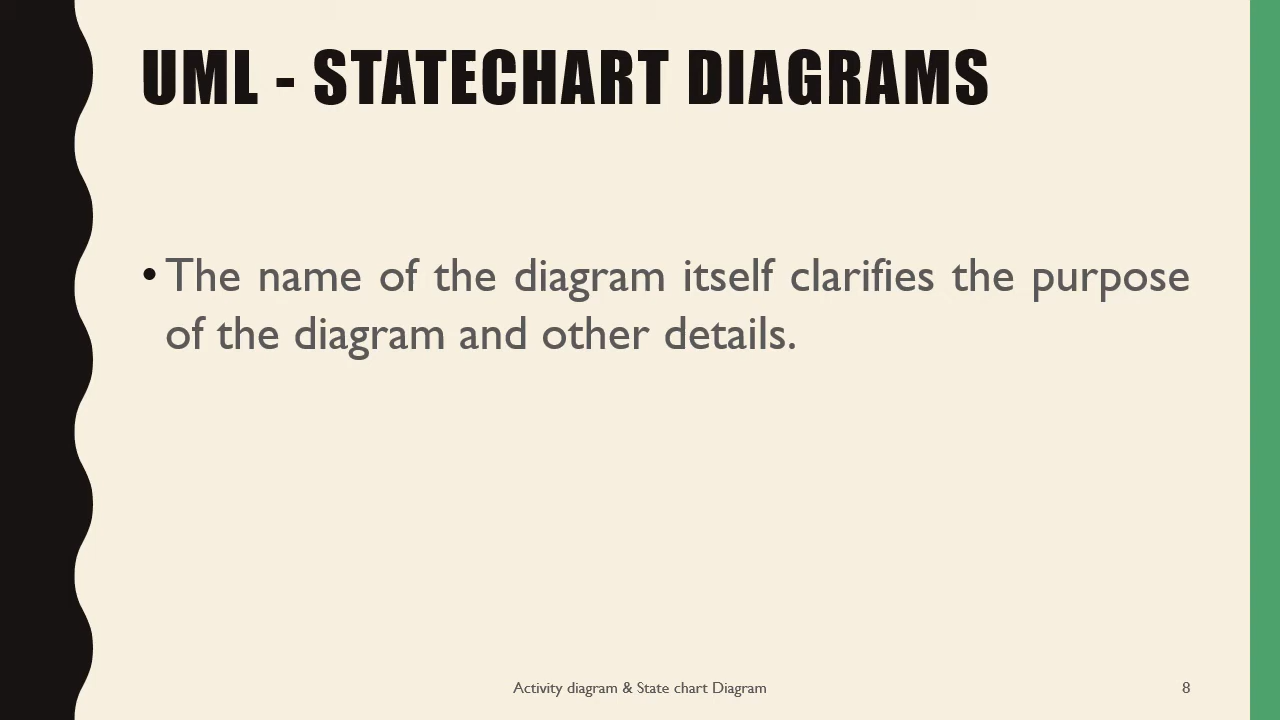 UML - STATECHART DIAGRAMS
• The name of the diagram itself clarifies the purpose
of the diagram and other details.
Activity diagram & State chart Diagram
8